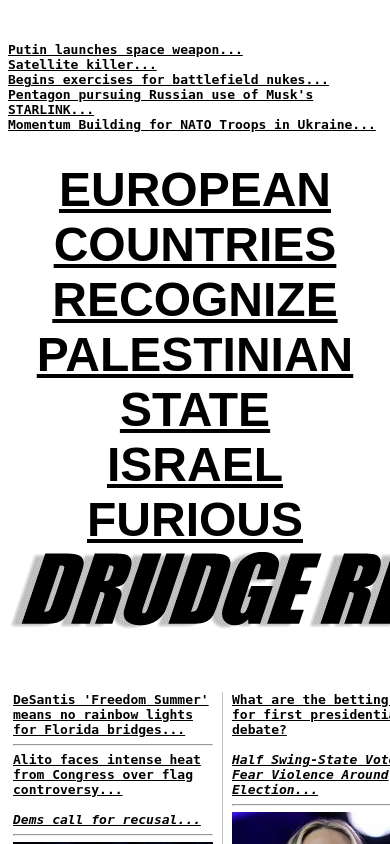 Putin launches space weapon...
Satellite killer...
Begins exercises for battlefield nukes...
Pentagon pursuing Russian use of Musk's
STARLINK...
Momentum Building for NATO Troops in Ukraine...
EUROPEAN
COUNTRIES
RECOGNIZE
PALESTINIAN
STATE
ISRAEL
FURIOUS
DRUDGE
DeSantis 'Freedom Summer'
means no rainbow lights
for Florida bridges...
Alito faces intense heat
from Congress over flag
controversy...
Dems call for recusal...
What are the betting
for first
debate?
Half Swing-State
Fear Violence Around
Election...